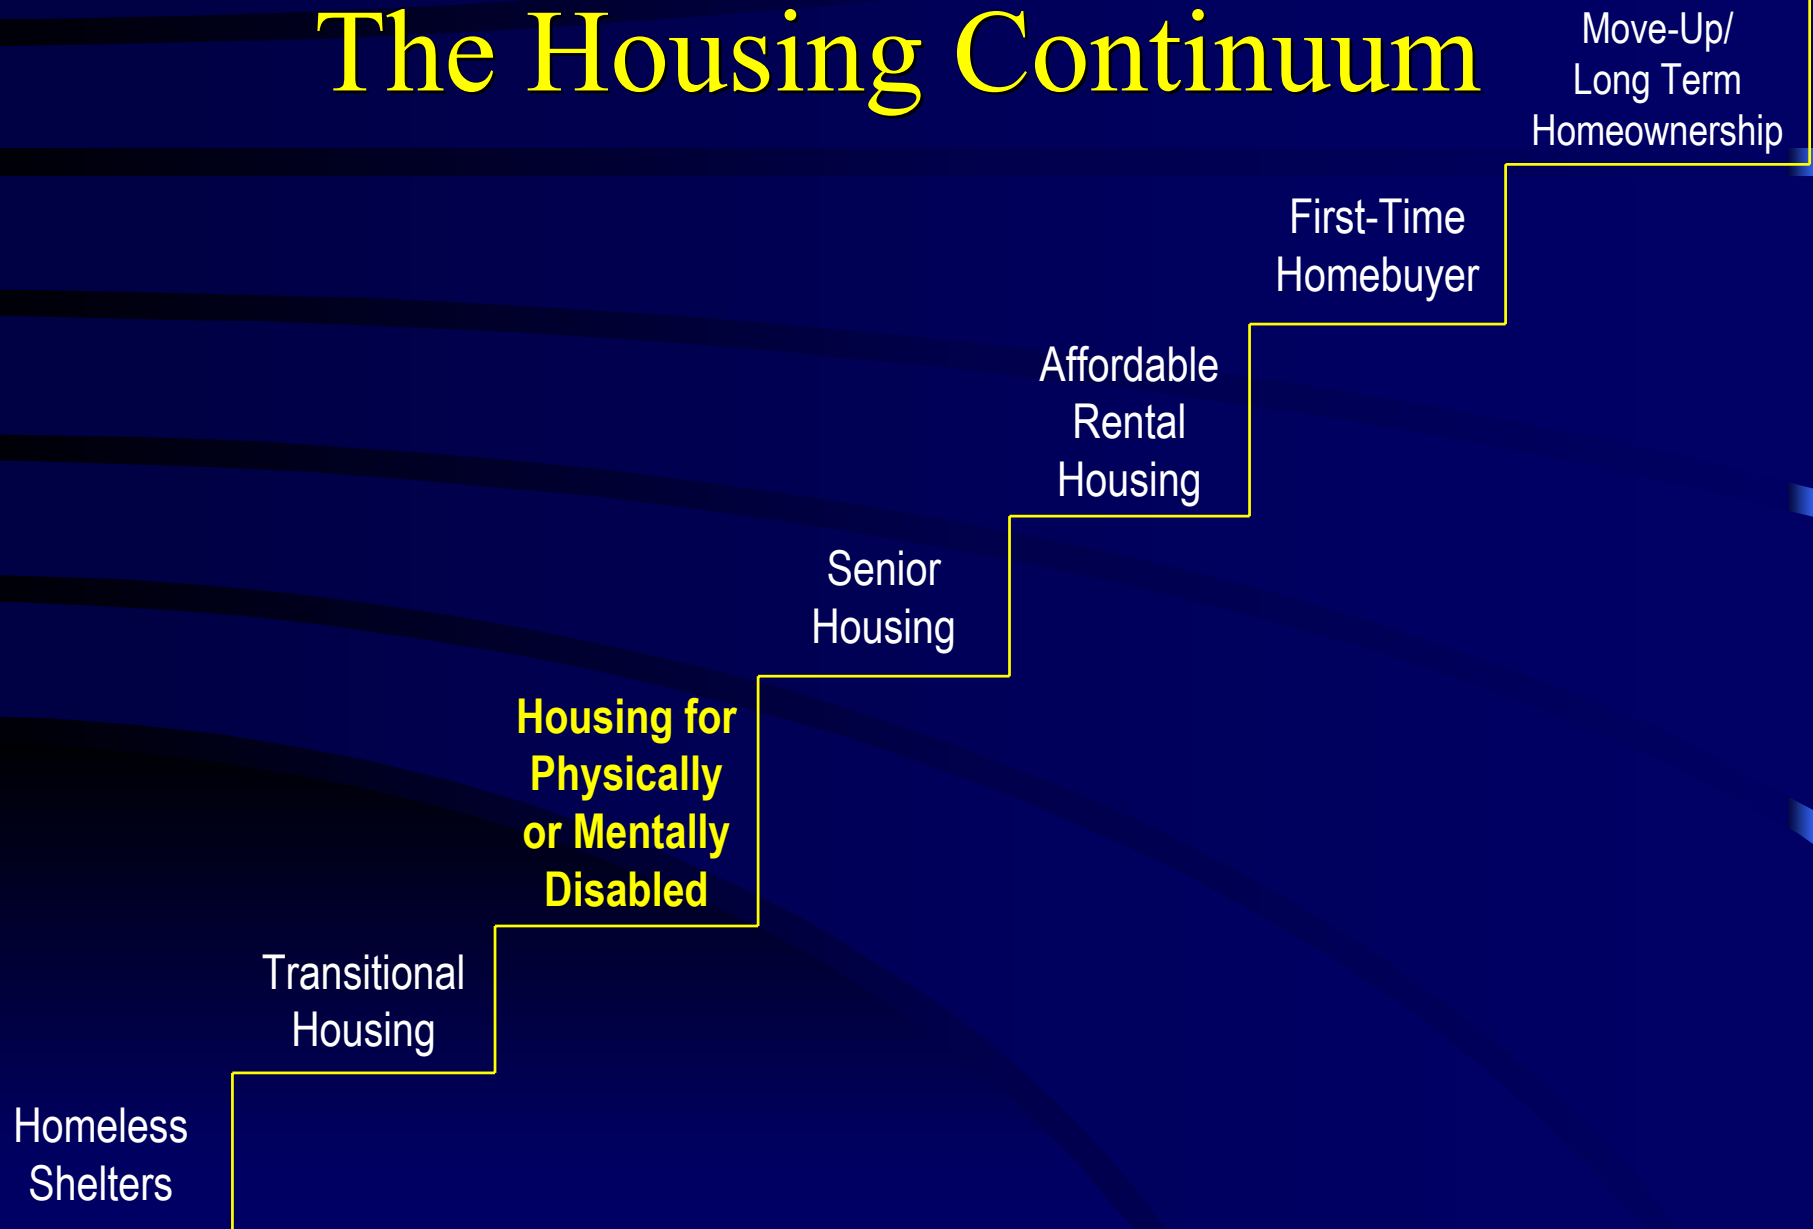 The Housing Continuum
Move-Up/
Long Term
Homeownership
First-Time
Homebuyer
Affordable
Rental
Housing
Senior
Housing
Housing for
Physically
or Mentally
Disabled
Transitional
Housing
Homeless
Shelters